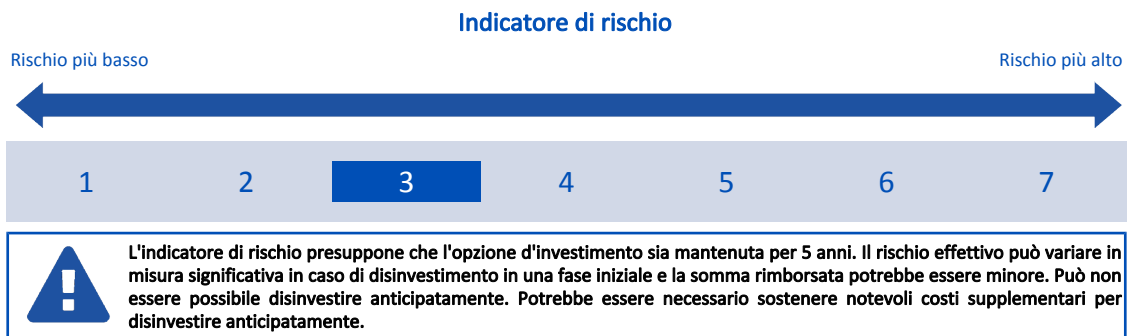 Indicatore di rischio
Rischio più basso Rischio più alto
1 2 3 4 5 6 7
L'indicatore di rischio presuppone che l'opzione d'investimento sia mantenuta per 5 anni. Il rischio effettivo può variare in
misura significativa in caso di disinvestimento in una fase iniziale e la somma rimborsata potrebbe essere minore. Può non
essere possibile disinvestire anticipatamente. Potrebbe essere necessario sostenere notevoli costi supplementari per
disinvestire anticipatamente.